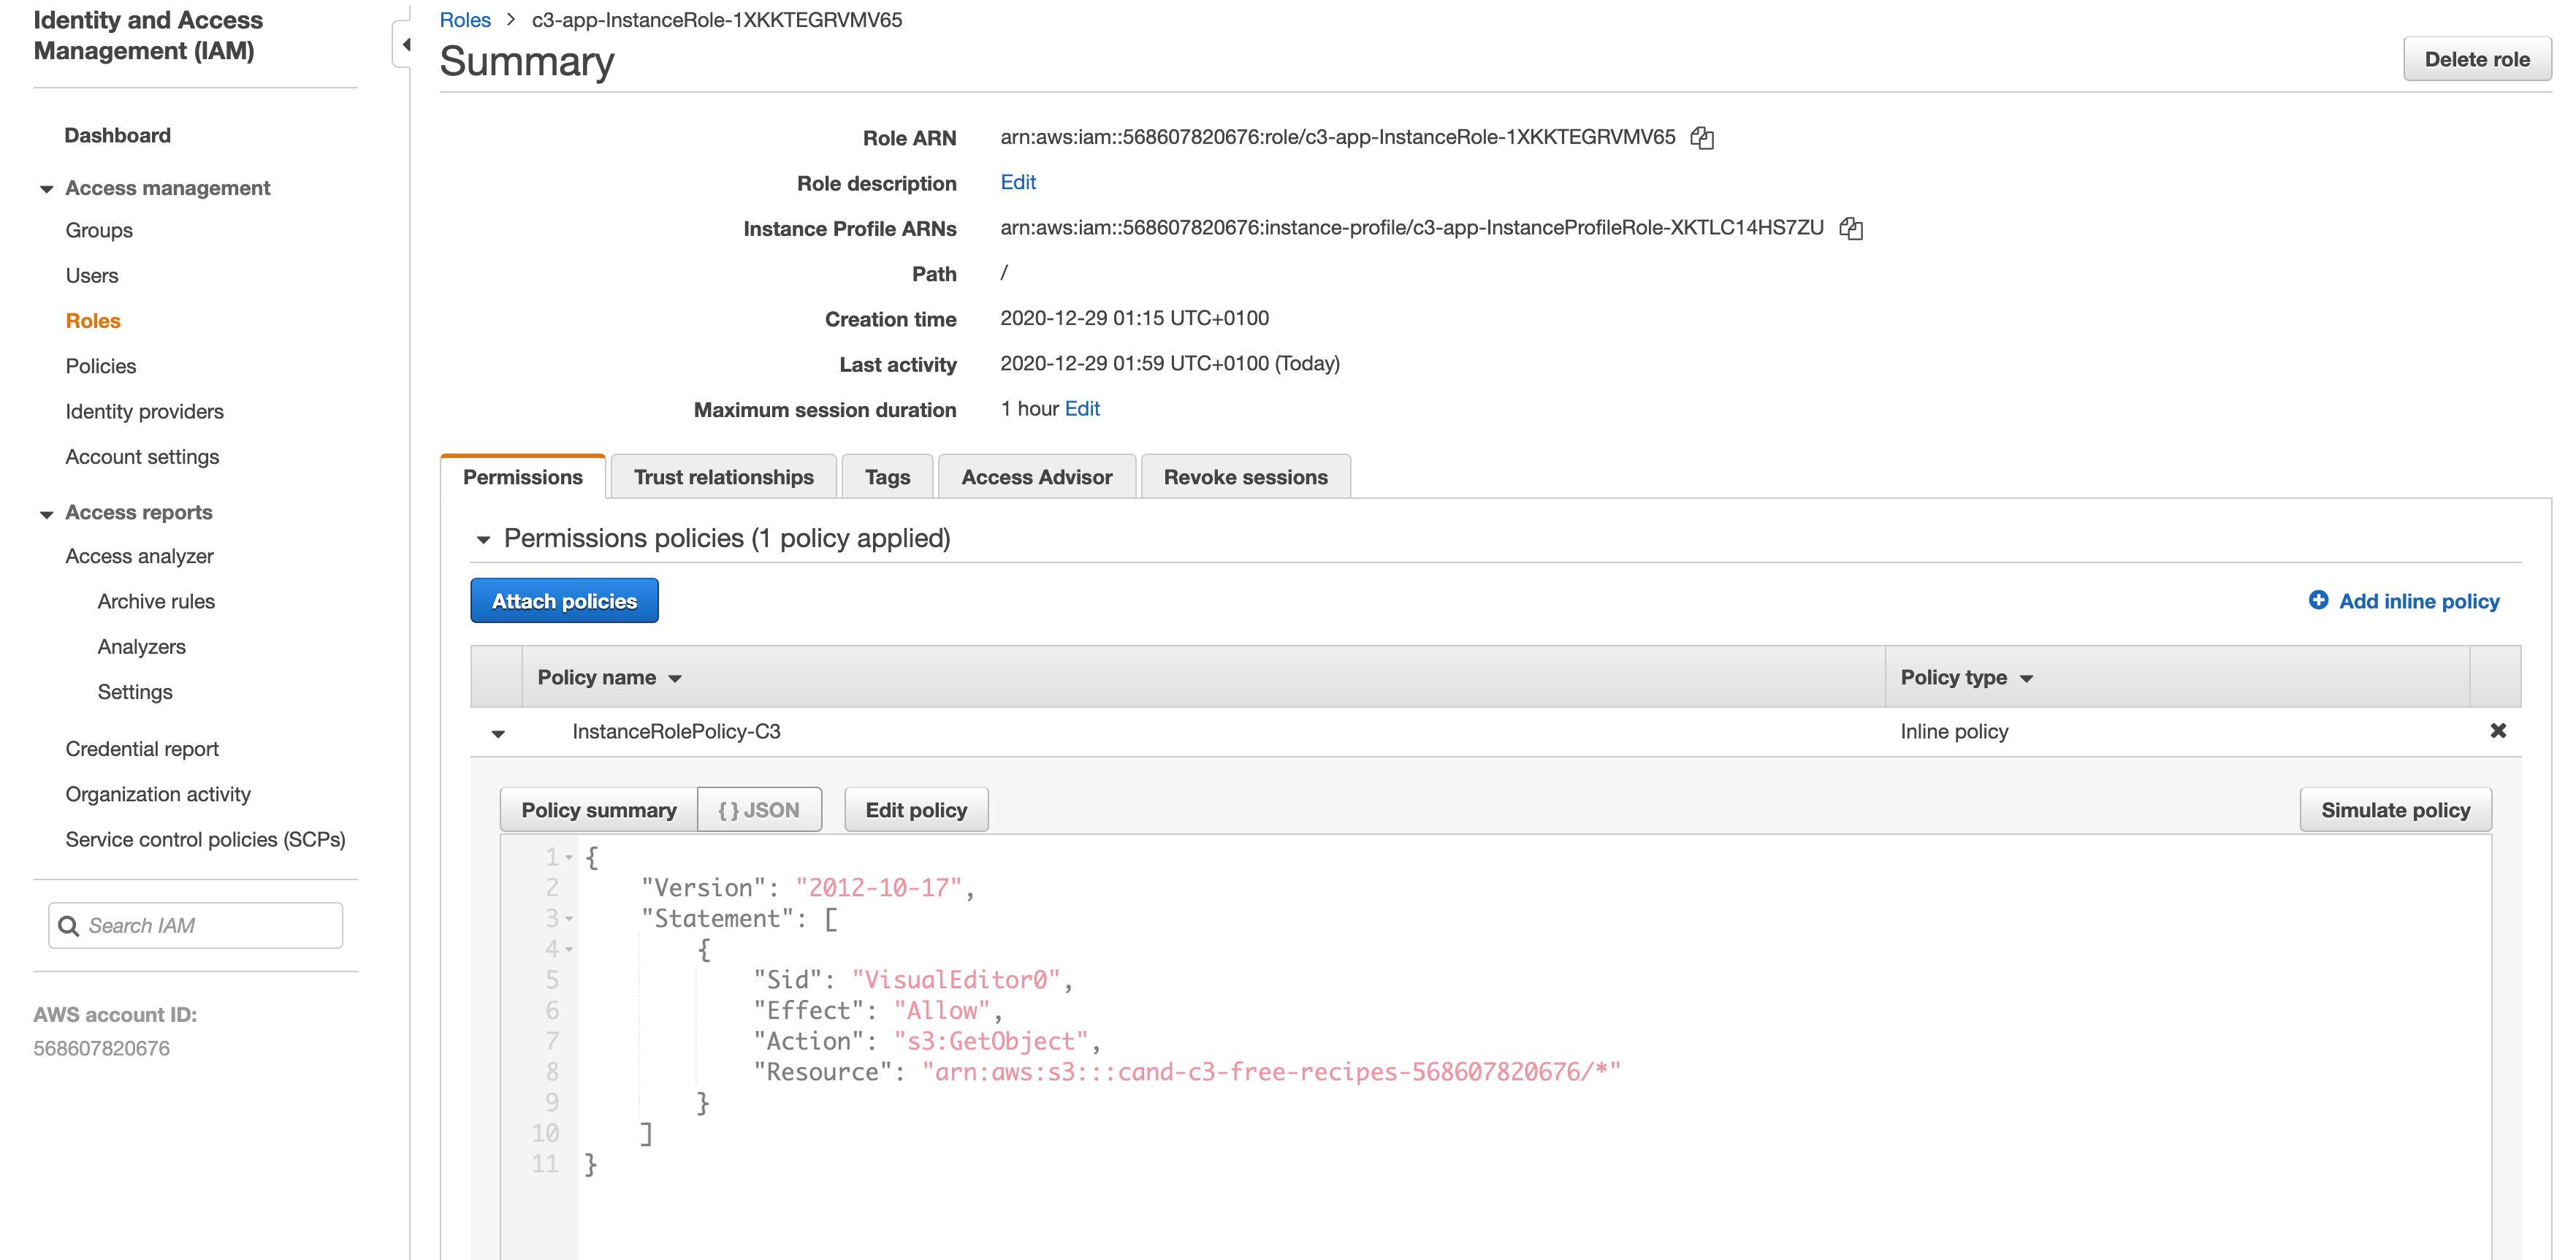 Identity and Access
Management (IAM)
Dashboard
Access management
Groups
Users
Roles
Policies
Identity providers
Account settings
Access reports
Access analyzer
Archive rules
Analyzers
Settings
Credential report
Organization activity
Service control policies (SCPs)
Search IAM
AWS account ID:
568607820676
Roles > c3-app-InstanceRole-1XKKTEGRVMV65
Summary
Delete role
Role ARN arn:aws:iam::568607820676:role/c3-app-InstanceRole-1XKKTEGRVMV65
Role description Edit
Instance Profile ARNs arn:aws:iam::568607820676:instance-profile/c3-app-InstanceProfileRole-XKTLC14HS7ZU
Path /
Creation time 2020-12-29 01:15 UTC+0100
Last activity 2020-12-29 01:59 UTC+0100 (Today)
Maximum session duration 1 hour Edit
Permissions Trust relationships Tags Access Advisor Revoke sessions
Permissions policies (1 policy applied)
Attach policies Add inline policy
Policy name Policy type
InstanceRolePolicy-C3 Inline policy
Policy summary { } JSON Edit policy Simulate policy
1 {
2 "Version": "2012-10-17",
3 "Statement": [
4 {
5 "Sid": "VisualEditor0",
6 "Effect": "Allow",
7 "Action": "s3:GetObject",
8 "Resource": "arn:aws:s3:::cand-c3-free-recipes-568607820676/*"
9 }
10 ]
11 }